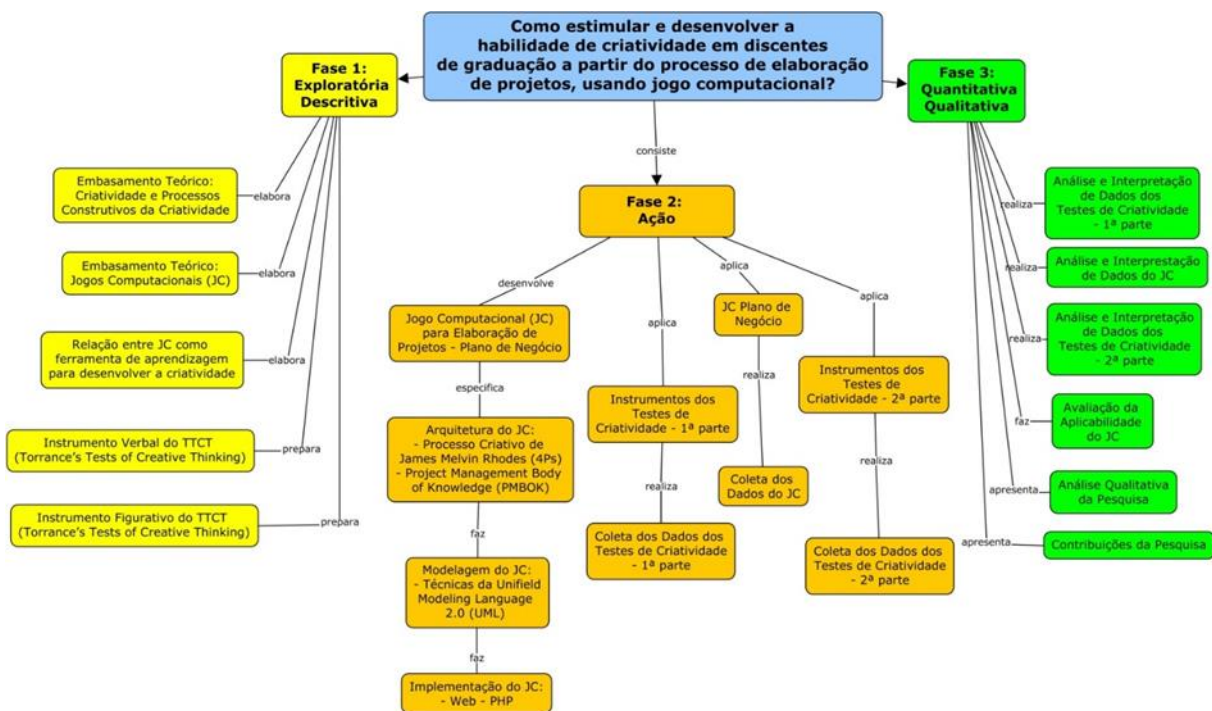 Como estimular e desenvolver a
habilidade de criatividade em discentes
de graduação a partir do processo de elaboração
de projetos, usando jogo computacional?
Fase 1:
Exploratória
Descritiva
elabora
Embasamento Teórico:
Criatividade e Processos
Construtivos da Criatividade
elabora
Embasamento Teórico:
Jogos Computacionais (JC)
elabora
Relação entre JC como
ferramenta de aprendizagem
para desenvolver a criatividade
prepara
Instrumento Verbal do TTCT
(Torrance's Tests of Creative Thinking)
prepara
Instrumento Figurativo do TTCT
(Torrance's Tests of Creative Thinking)
consiste
Fase 2:
Ação
desenvolve
Jogo Computacional (JC)
para Elaboração de
Projetos - Plano de Negócio
especifica
Arquitetura do JC:
- Processo Criativo de
James Melvin Rhodes (4Ps)
- Project Management Body
of Knowledge (PMBOK)
faz
Modelagem do JC:
- Técnicas da Unifield
Modeling Language
2.0 (UML)
faz
Implementação do JC:
- Web - PHP
aplica
Instrumentos dos
Testes de
Criatividade - 1ª parte
realiza
Coleta dos Dados dos
Testes de Criatividade
- 1ª parte
aplica
JC Plano de
Negócio
realiza
Coleta dos
Dados do JC
aplica
Instrumentos dos
Testes de
Criatividade - 2ª parte
realiza
Coleta dos Dados dos
Testes de Criatividade
- 2ª parte
Fase 3:
Quantitativa
Qualitativa
realiza
Análise e Interpretação
de Dados dos
Testes de Criatividade
- 1ª parte
realiza
Análise e Interprestação
de Dados do JC
realiza
Análise e Interpretação
de Dados dos
Testes de Criatividade
- 2ª parte
faz
Avaliação da
Aplicabilidade
do JC
apresenta
Análise Qualitativa
da Pesquisa
apresenta
Contribuições da Pesquisa